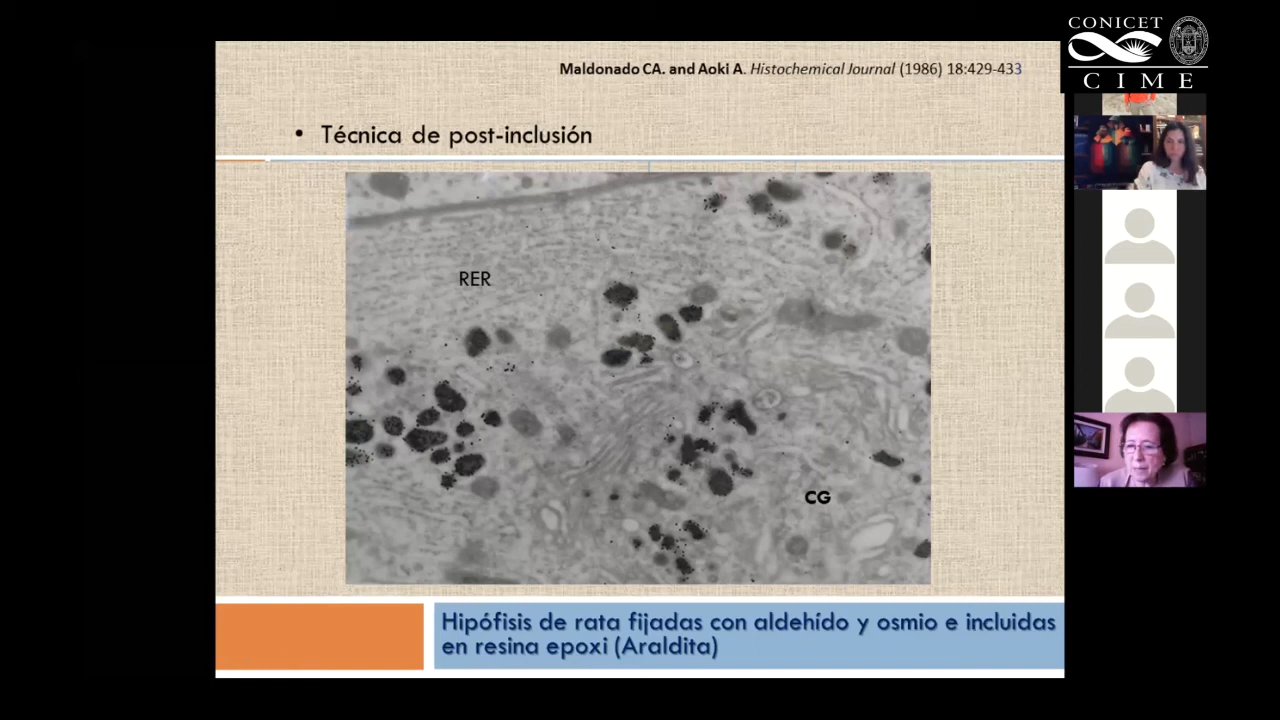 CONICET
CIME
Maldonado CA. and Aoki A. Histochemical Journal (1986) 18:429-433
• Técnica de post-inclusión
RER
CG
Hipófisis de rata fijadas con aldehído y osmio e incluidas
en resina epoxi (Araldita)